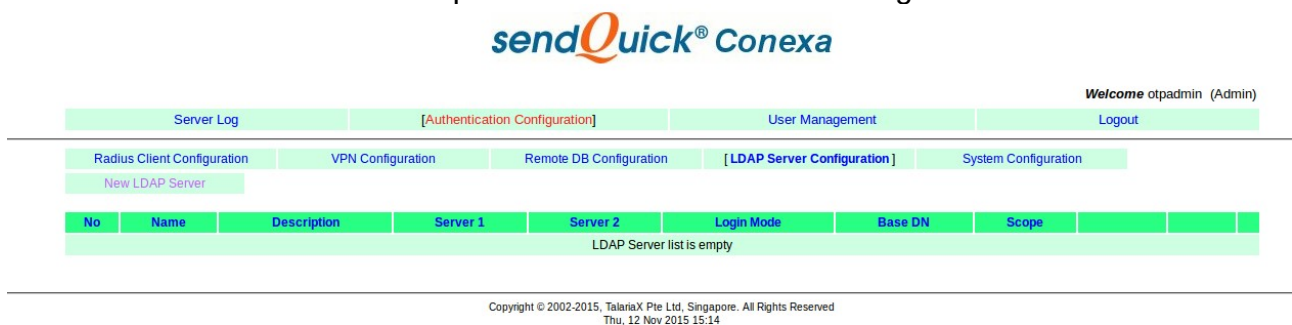 sendQuick® Conexa
Welcome otpadmin (Admin)
Server Log [Authentication Configuration] User Management Logout
Radius Client Configuration VPN Configuration Remote DB Configuration [ LDAP Server Configuration ] System Configuration
New LDAP Server
No Name Description Server 1 Server 2 Login Mode Base DN Scope
LDAP Server list is empty
Copyright © 2002-2015, TalariaX Pte Ltd, Singapore. All Rights Reserved
Thu, 12 Nov 2015 15:14